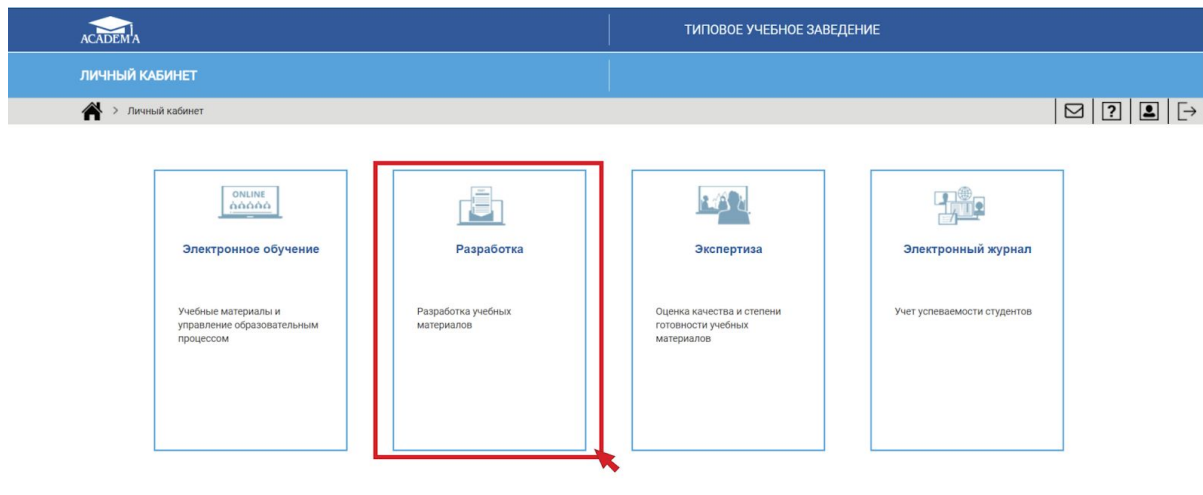 ACADEM'A
ТИПОВОЕ УЧЕБНОЕ ЗАВЕДЕНИЕ
ЛИЧНЫЙ КАБИНЕТ
> Личный кабинет
?
ONLINE
Электронное обучение
Учебные материалы и
управление образовательным
процессом
Разработка
Разработка учебных
материалов
Экспертиза
Оценка качества и степени
готовности учебных
материалов
Электронный журнал
Учет успеваемости студентов